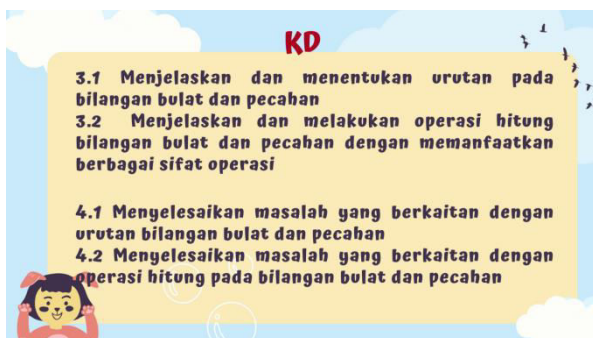 KD
3.1 Menjelaskan dan menentukan urutan pada
bilangan bulat dan pecahan
3.2 Menjelaskan dan melakukan operasi hitung
bilangan bulat dan pecahan dengan memanfaatkan
berbagai sifat operasi
4.1 Menyelesaikan masalah yang berkaitan dengan
urutan bilangan bulat dan pecahan
4.2 Menyelesaikan masalah yang berkaitan dengan
operasi hitung pada bilangan bulat dan pecahan